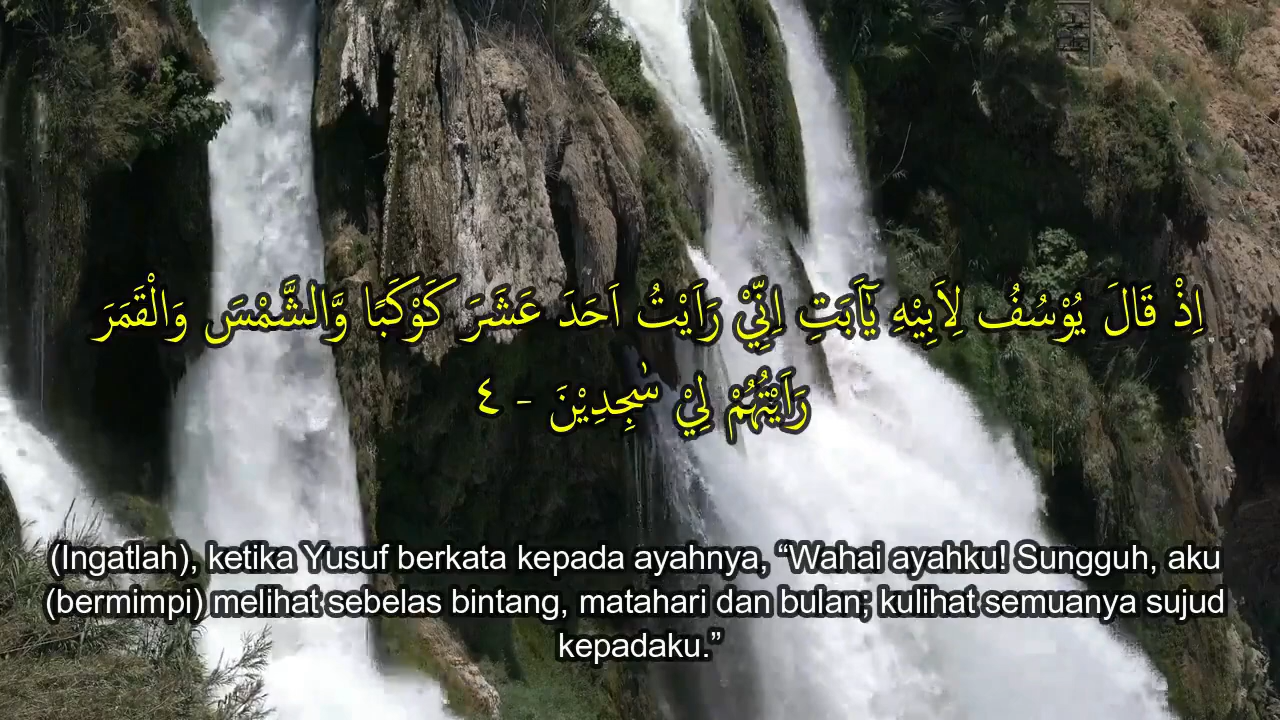 اِذْ قَالَ يُوْسُفُ لِاَبِيْهِ يٰٓاَبَتِ اِنِّيْ رَاَيْتُ اَحَدَ عَشَرَ كَوْكَبًا وَّالشَّمْسَ وَالْقَمَرَ
رَاَيْتُهُمْ لِيْ سٰجِدِيْنَ - ٤
(Ingatlah), ketika Yusuf berkata kepada ayahnya, “Wahai ayahku! Sungguh, aku
(bermimpi) melihat sebelas bintang, matahari dan bulan; kulihat semuanya sujud
kepadaku.”